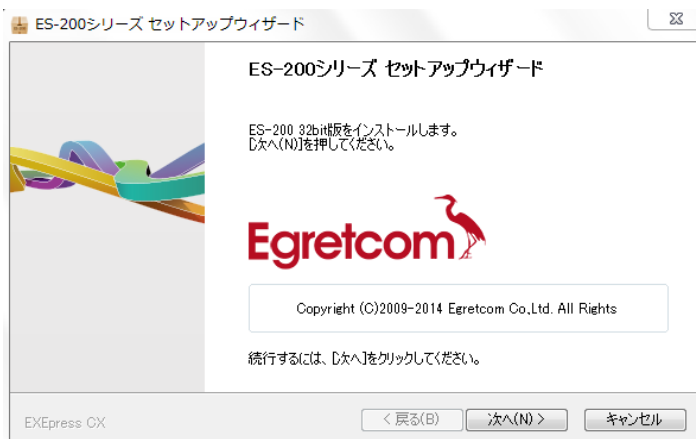 ES-200シリーズ セットアップウィザード
ES-200シリーズ セットアップウィザード
ES-200 32bit版をインストールします。
[次へ(N)]を押してください。
Egretcom
Copyright (C)2009-2014 Egretcom Co,Ltd. All Rights
続行するには、[次へ]をクリックしてください。
EXEpress CX
< 戻る(B)
次へ(N) >
キャンセル